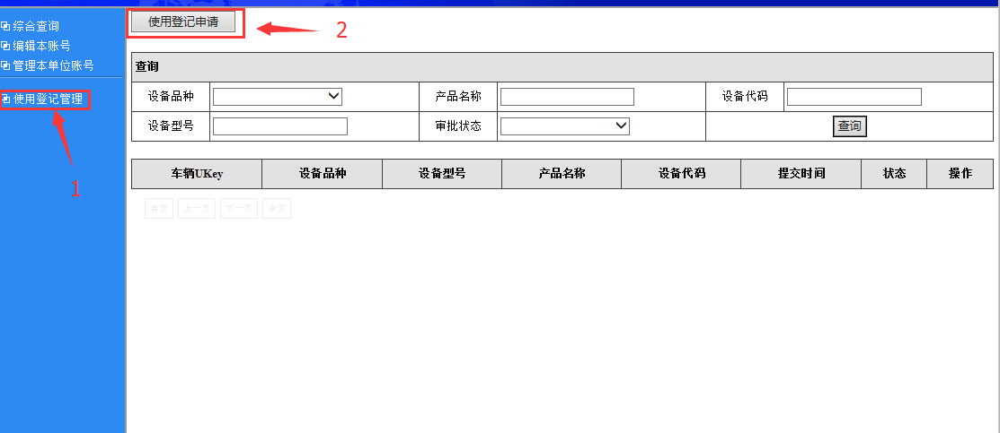 综合查询
编辑本账号
管理本单位账号
使用登记管理
1
使用登记申请
2
查询
设备品种 产品名称 设备代码
设备型号 审批状态 查询
车辆UKey 设备品种 设备型号 产品名称 设备代码 提交时间 状态 操作
首页 上一页 下一页 末页